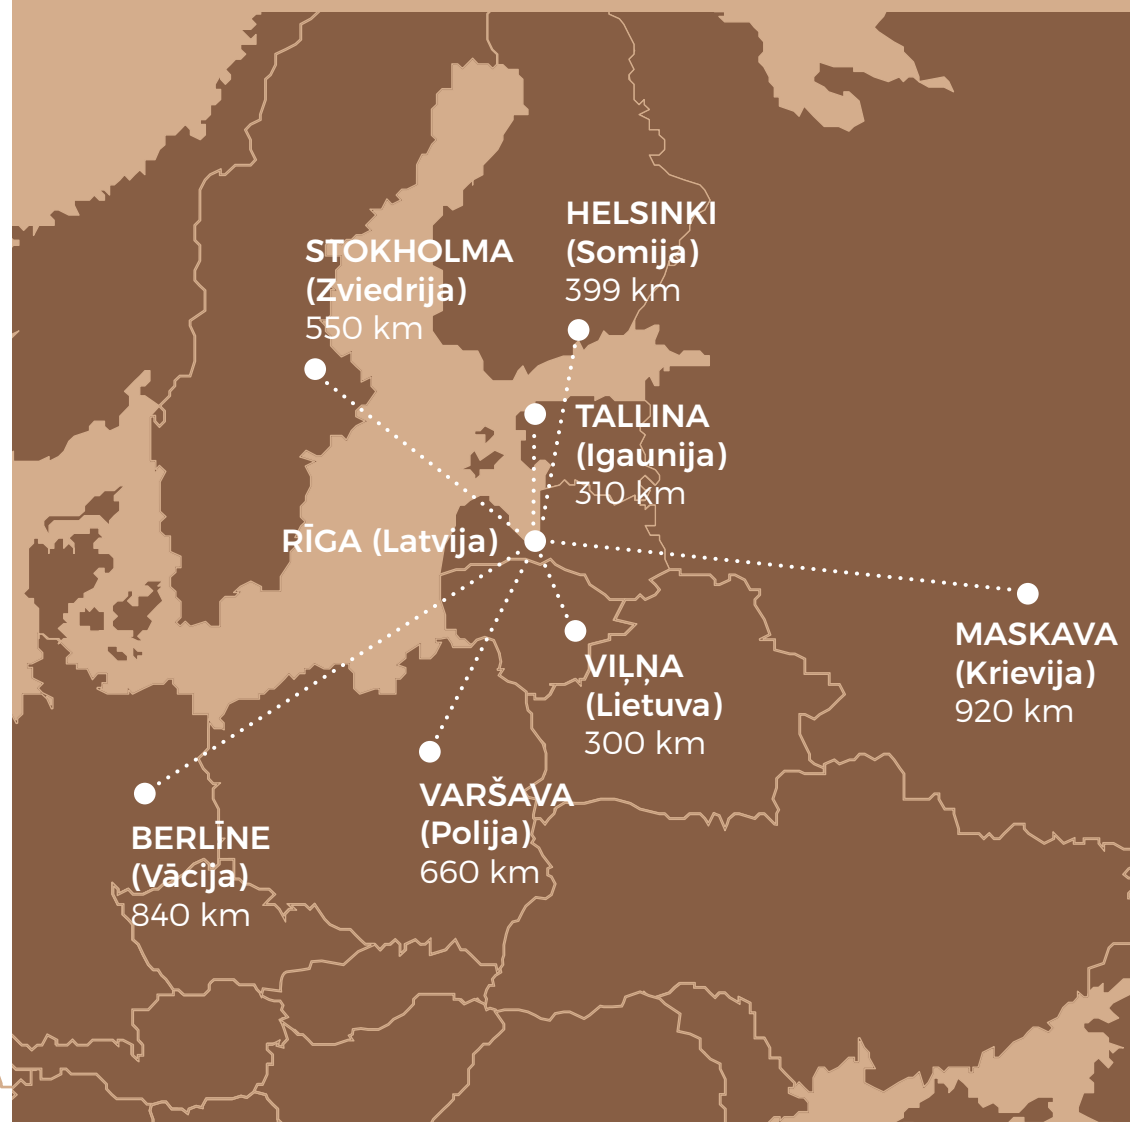 HELSINKI
(Somija)
399 km
STOKHOLMA
(Zviedrija)
550 km
TALLINA
(Igaunija)
310 km
RĪGA (Latvija)
MASKAVA
(Krievija)
920 km
VIĻŅA
(Lietuva)
300 km
VARŠAVA
(Polija)
660 km
BERLĪNE
(Vācija)
840 km